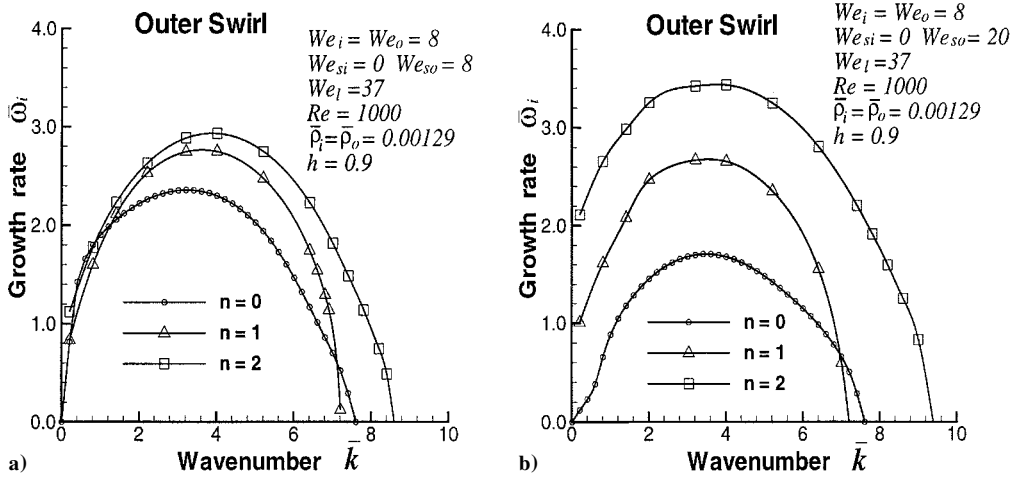 Outer Swirl
We_i = We_o = 8
We_si = 0 We_so = 8
We_l = 37
Re = 1000
ρ̄_i = ρ̄_o = 0.00129
h = 0.9
4.0
3.0
2.0
1.0
0.0
Growth rate ω̄_i
n = 0
n = 1
n = 2
0 2 4 6 8 10
a) Wavenumber k̄
Outer Swirl
We_i = We_o = 8
We_si = 0 We_so = 20
We_l = 37
Re = 1000
ρ̄_i = ρ̄_o = 0.00129
h = 0.9
4.0
3.0
2.0
1.0
0.0
Growth rate ω̄_i
n = 0
n = 1
n = 2
0 2 4 6 8 10
b) Wavenumber k̄